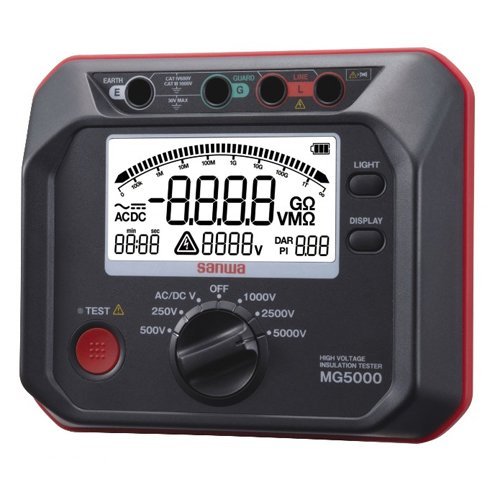 EARTH
E
CAT IV600V
CAT III 1000V
30V MAX
GUARD
G
LINE
L
0 100K 1M 10M 100M 1G 10G 100G 1T ∞
-8.8.8.8 GΩ
AC DC VMΩ
min sec
88:88 8888V DAR PI 8.88
sanwa
LIGHT
DISPLAY
TEST
OFF
AC/DC V 1000V
250V 2500V
500V 5000V
HIGH VOLTAGE
INSULATION TESTER
MG5000